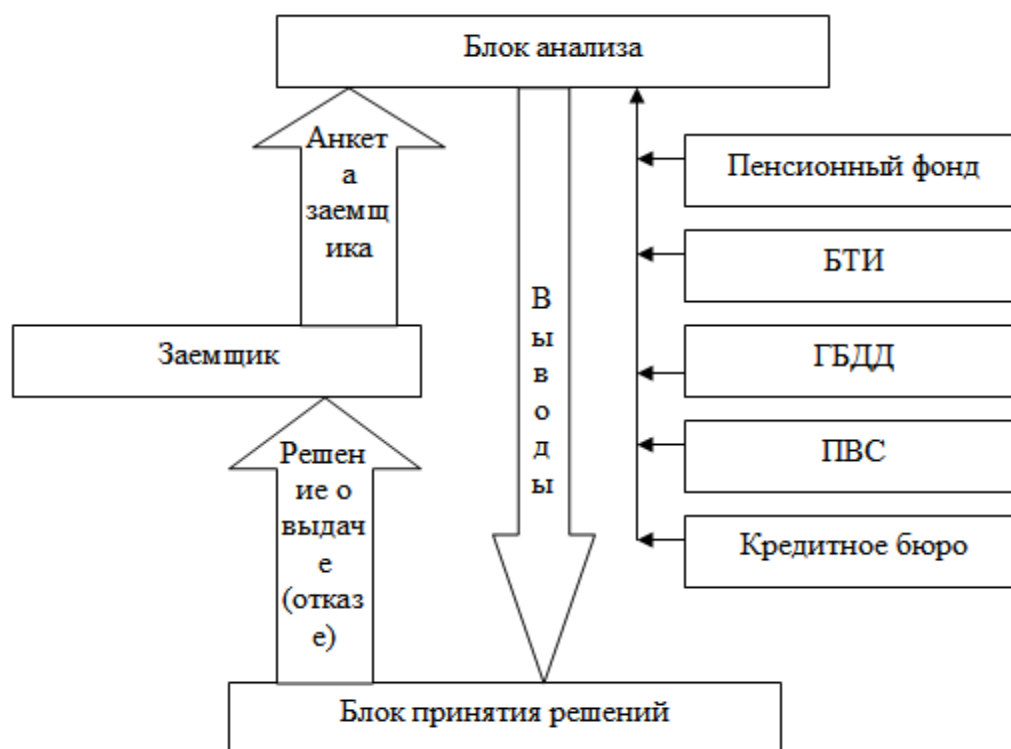 Блок анализа
Анкет
а
заемщ
ика
Пенсионный фонд
БТИ
В
ы
в
о
д
ы
Заемщик
ГБДД
ПВС
Решен
ие о
выдач
е
(отказ
е)
Кредитное бюро
Блок принятия решений